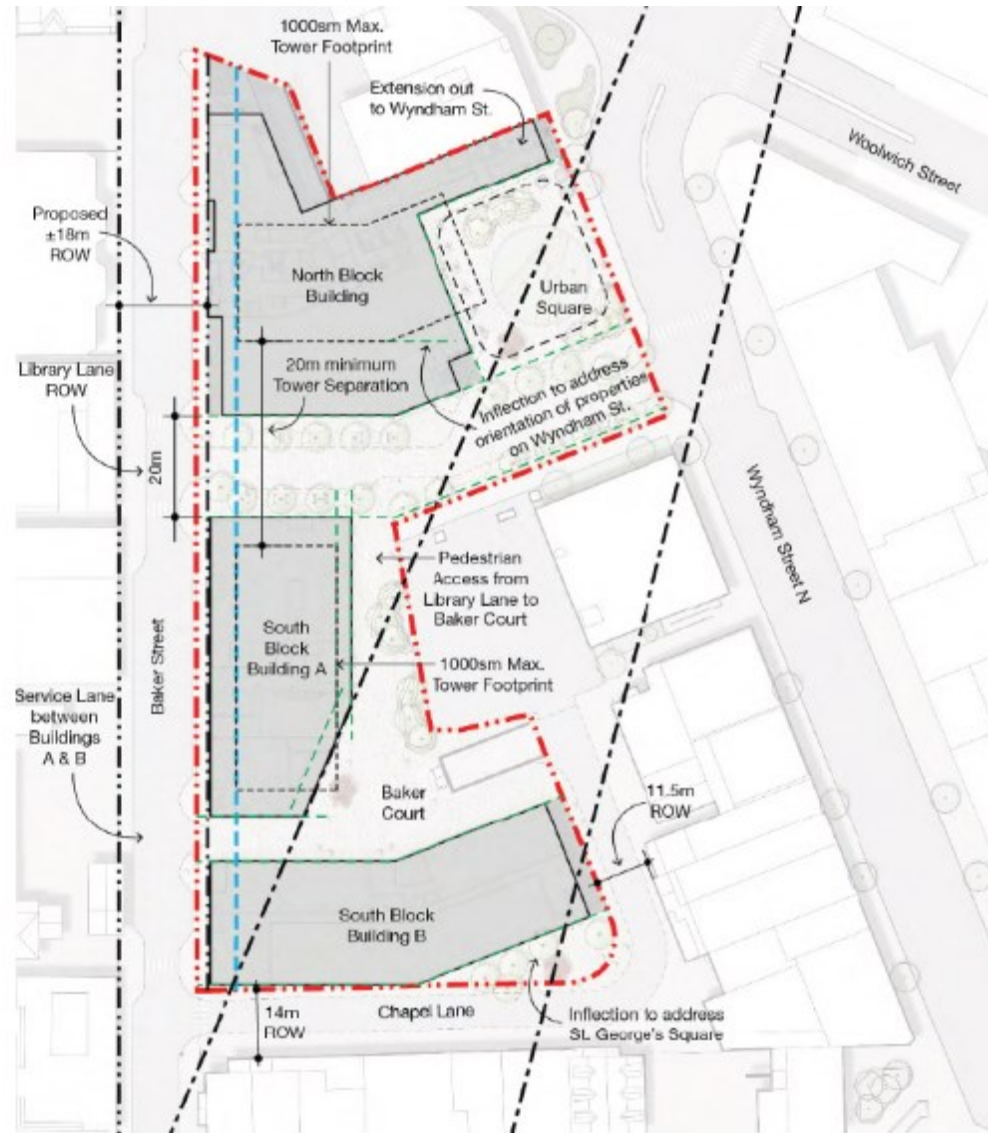 1000sm Max.
Tower Footprint
Extension out
to Wyndham St.
Woolwich Street
Proposed
±18m
ROW
North Block
Building
Urban
Square
Library Lane
ROW
20m minimum
Tower Separation
Inflection to address
orientation of properties
on Wyndham St.
20m
Wyndham Street N
Pedestrian
Access from
Library Lane to
Baker Court
South
Block
Building A
1000sm Max.
Tower Footprint
Baker Street
Service Lane
between
Buildings
A & B
Baker
Court
11.5m
ROW
South Block
Building B
14m
ROW
Chapel Lane
Inflection to address
St. George's Square